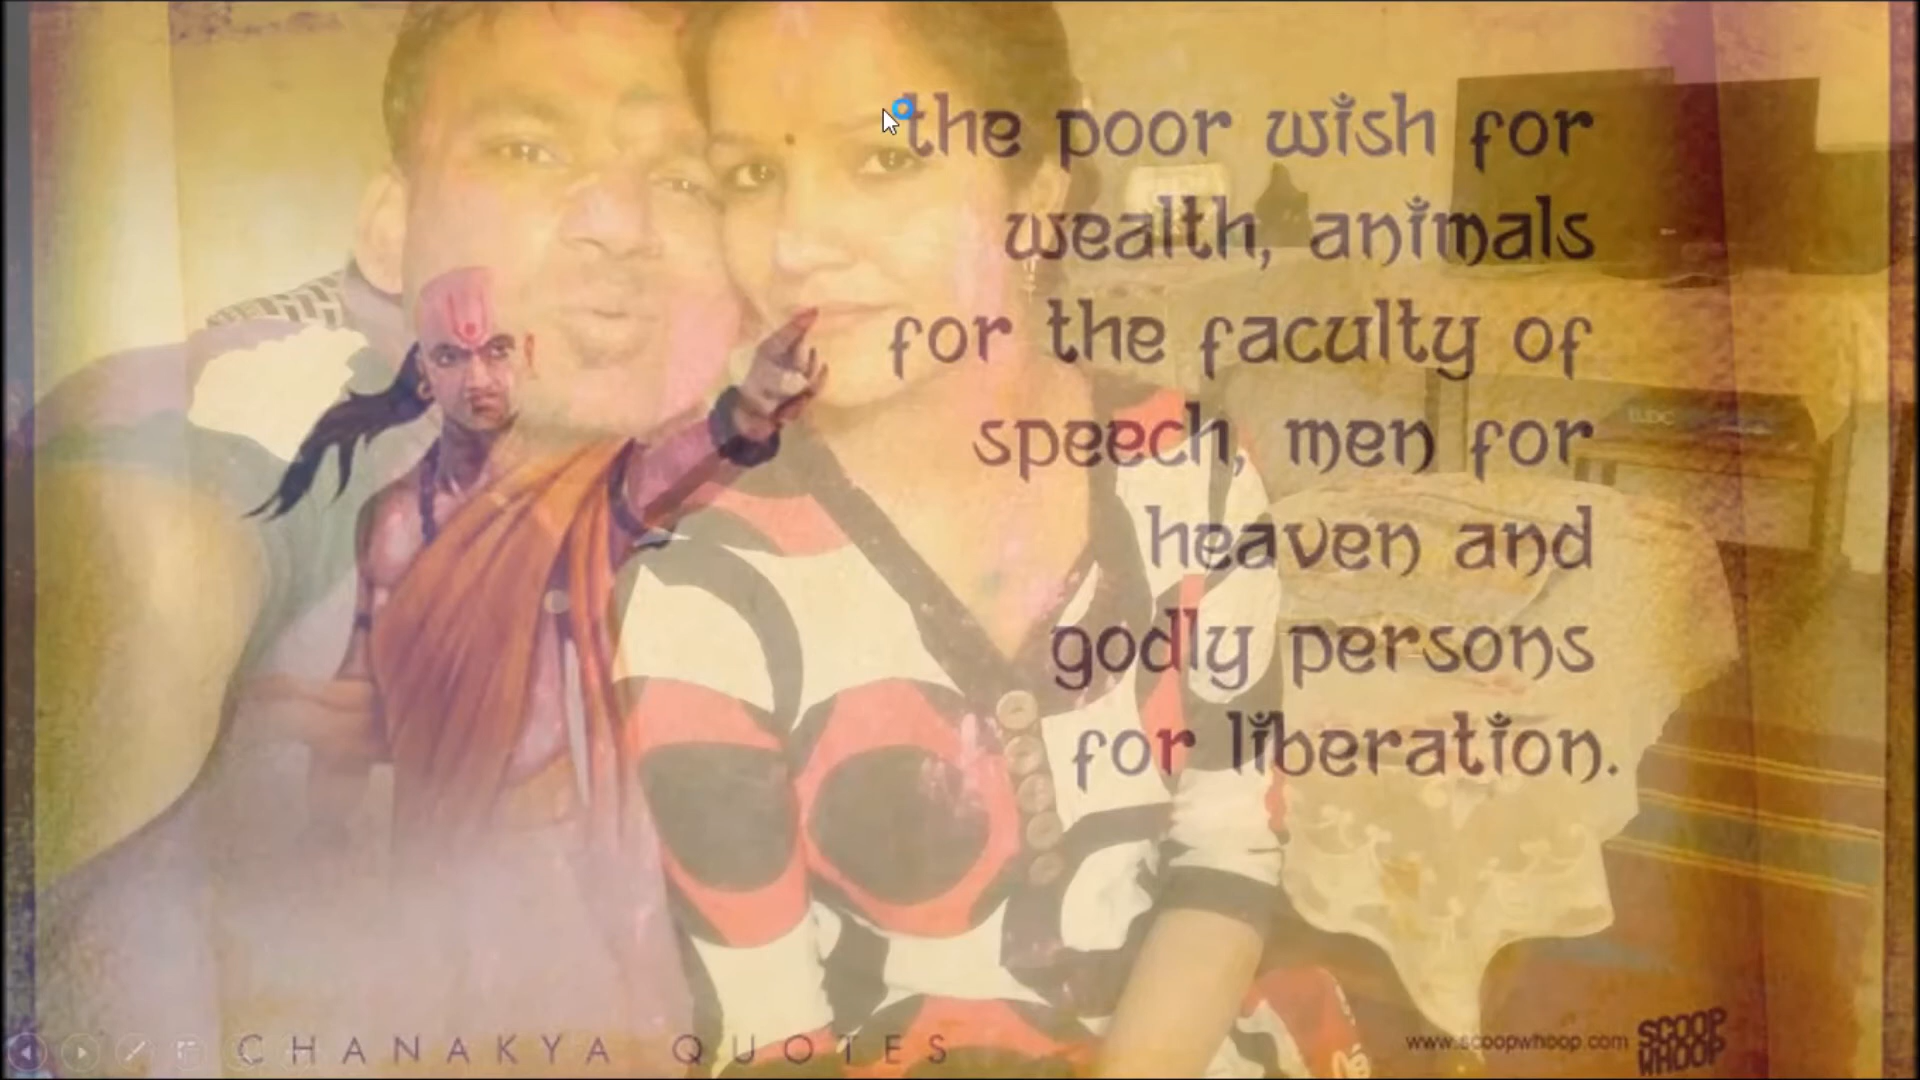 the poor wish for
wealth, animals
for the faculty of
speech, men for
heaven and
godly persons
for liberation.
CHANAKYA QUOTES
www.scoopwhoop.com
SCOOP
WHOOP